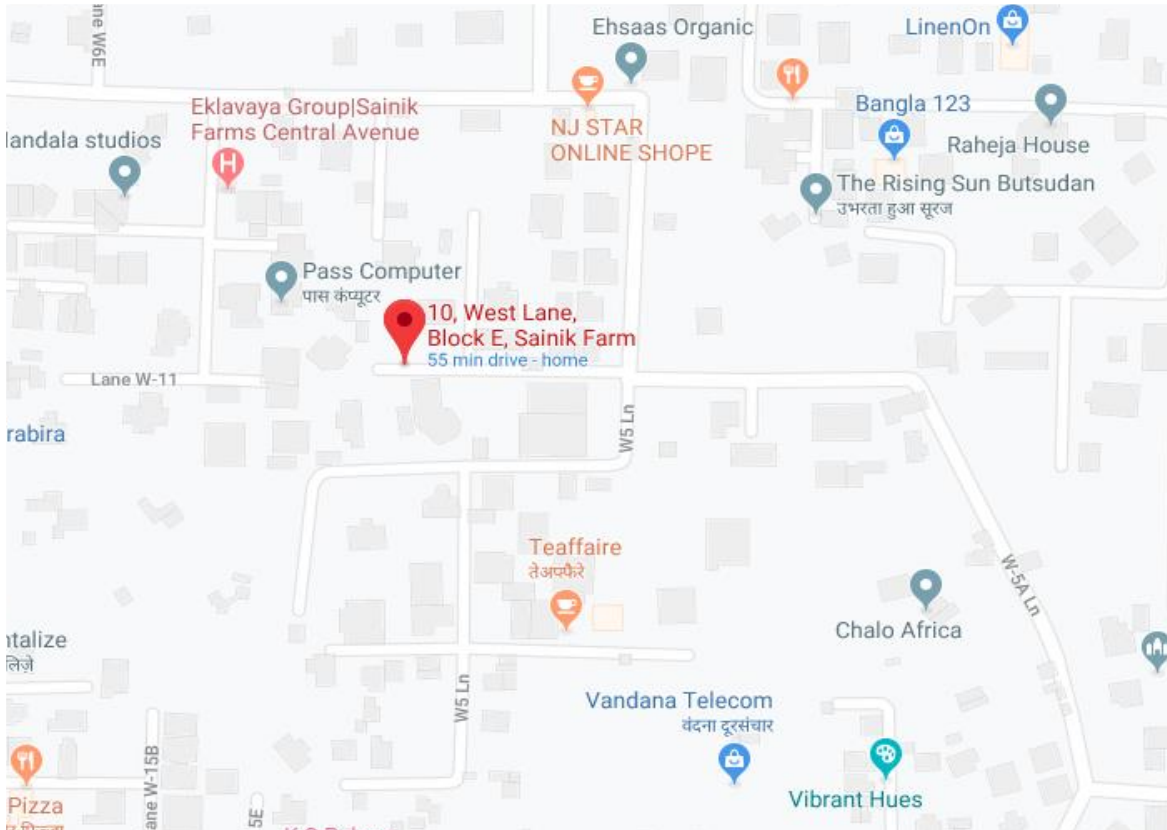 ane W6E
Ehsaas Organic
LinenOn
Eklavaya Group|Sainik
Farms Central Avenue
NJ STAR
ONLINE SHOPE
Bangla 123
Raheja House
landala studios
The Rising Sun Butsudan
उभरता हुआ सूरज
Pass Computer
पास कंप्यूटर
10, West Lane,
Block E, Sainik Farm
55 min drive - home
Lane W-11
rabira
W5 Ln
Teaffaire
तेअफ्फैरे
W-5A Ln
Chalo Africa
ntalize
लिज़े
W5 Ln
Vandana Telecom
वंदना दूरसंचार
ane W-15B
5E
Pizza
Vibrant Hues